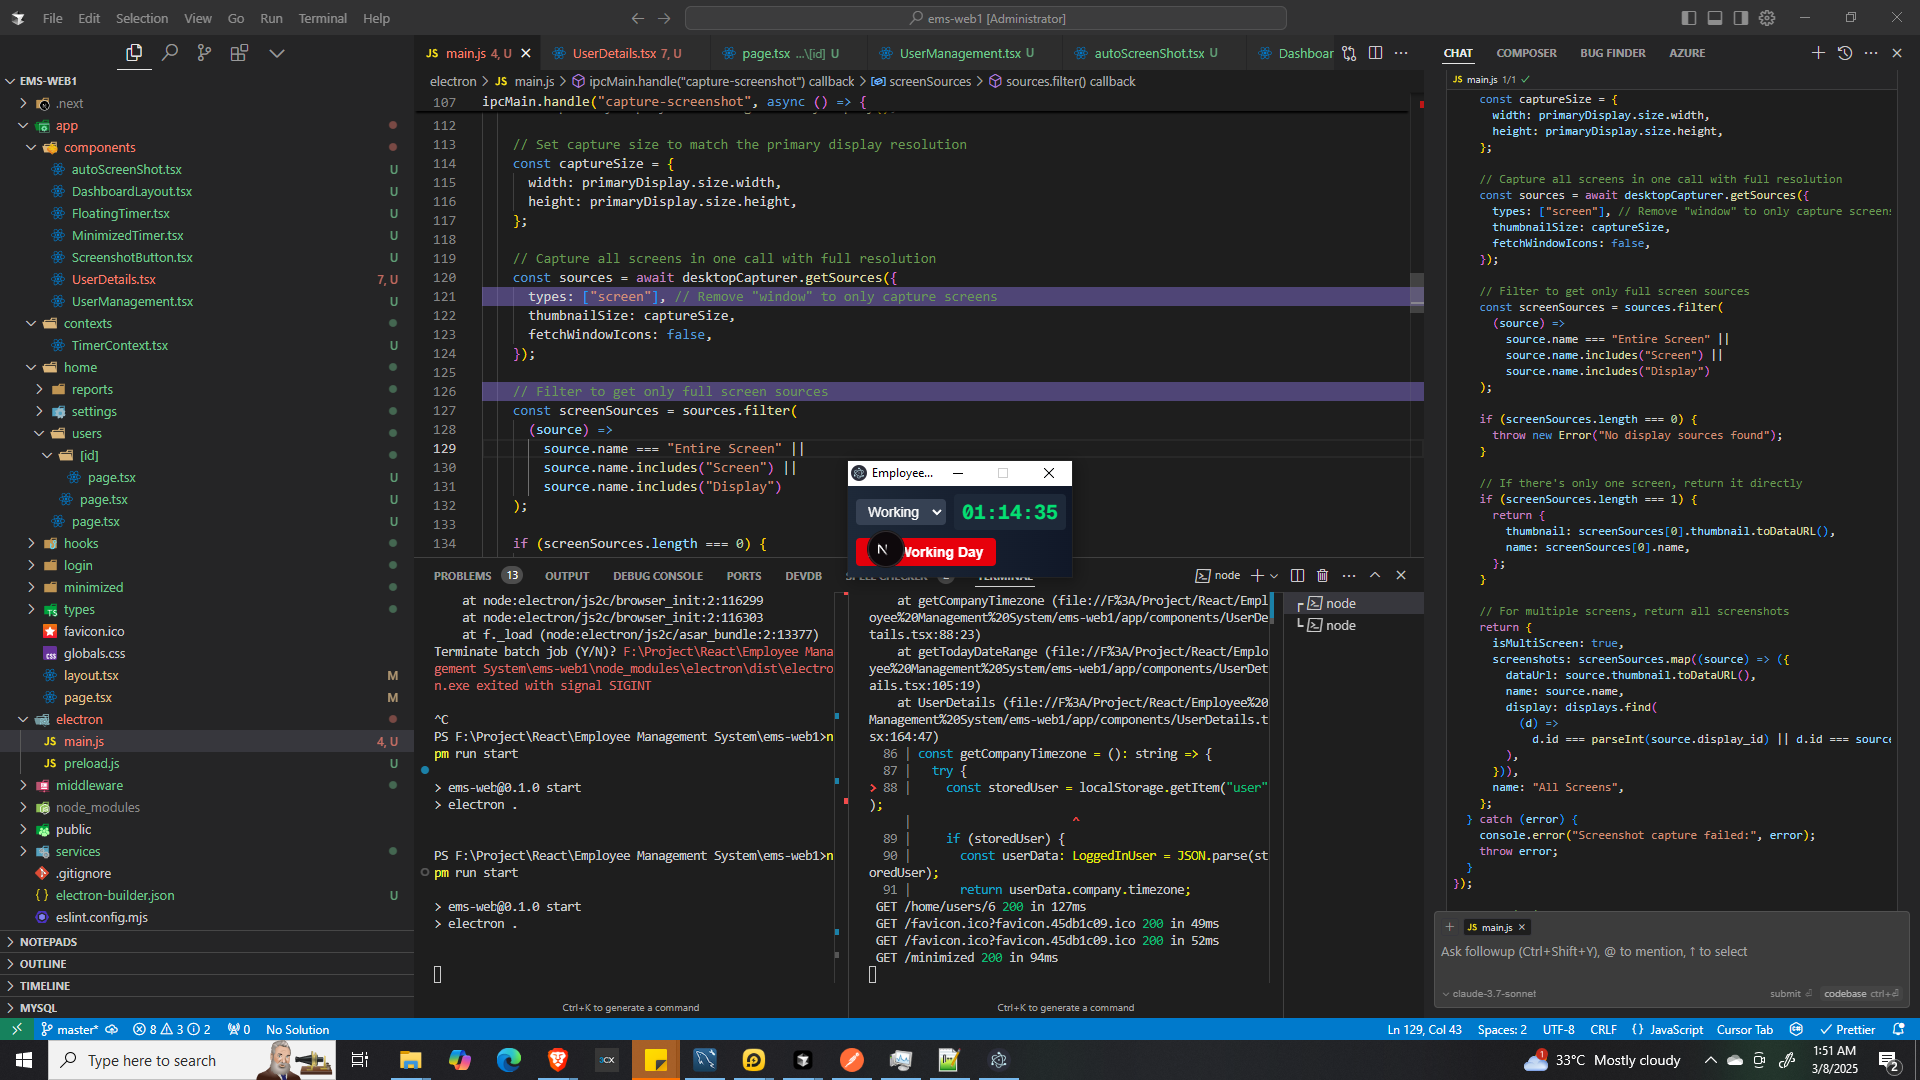 File Edit Selection View Go Run Terminal Help
ems-web1 [Administrator]
EMS-WEB1
.next
app
components
autoScreenShot.tsx U
DashboardLayout.tsx U
FloatingTimer.tsx U
MinimizedTimer.tsx U
ScreenshotButton.tsx U
UserDetails.tsx 7, U
UserManagement.tsx U
contexts
TimerContext.tsx U
home
reports
settings
users
[id]
page.tsx U
page.tsx U
page.tsx U
hooks
login
minimized
types
favicon.ico
globals.css
layout.tsx M
page.tsx M
electron
JS main.js 4, U
JS preload.js U
middleware
node_modules
public
services
.gitignore
electron-builder.json U
eslint.config.mjs
NOTEPADS
OUTLINE
TIMELINE
MYSQL
JS main.js 4, U UserDetails.tsx 7, U page.tsx ...\[id] U UserManagement.tsx U autoScreenShot.tsx U Dashboar
electron > JS main.js > ipcMain.handle("capture-screenshot") callback > screenSources > sources.filter() callback
107 ipcMain.handle("capture-screenshot", async () => {
112
113 // Set capture size to match the primary display resolution
114 const captureSize = {
115 width: primaryDisplay.size.width,
116 height: primaryDisplay.size.height,
117 };
118
119 // Capture all screens in one call with full resolution
120 const sources = await desktopCapturer.getSources({
121 types: ["screen"], // Remove "window" to only capture screens
122 thumbnailSize: captureSize,
123 fetchWindowIcons: false,
124 });
125
126 // Filter to get only full screen sources
127 const screenSources = sources.filter(
128 (source) =>
129 source.name === "Entire Screen" ||
130 source.name.includes("Screen") ||
131 source.name.includes("Display")
132 );
133
134 if (screenSources.length === 0) {
Employee...
Working 01:14:35
N Working Day
PROBLEMS 13 OUTPUT DEBUG CONSOLE PORTS DEVDB TERMINAL
node
at node:electron/js2c/browser_init:2:116299
at node:electron/js2c/browser_init:2:116303
at f._load (node:electron/js2c/asar_bundle:2:13377)
Terminate batch job (Y/N)? F:\Project\React\Employee Mana
gement System\ems-web1\node_modules\electron\dist\electro
n.exe exited with signal SIGINT
^C
PS F:\Project\React\Employee Management System\ems-web1>n
pm run start
> ems-web@0.1.0 start
> electron .
PS F:\Project\React\Employee Management System\ems-web1>n
pm run start
> ems-web@0.1.0 start
> electron .
Ctrl+K to generate a command
at getCompanyTimezone (file://F%3A/Project/React/Empl
oyee%20Management%20System/ems-web1/app/components/UserDe
tails.tsx:88:23)
at getTodayDateRange (file://F%3A/Project/React/Emplo
yee%20Management%20System/ems-web1/app/components/UserDet
ails.tsx:105:19)
at UserDetails (file://F%3A/Project/React/Employee%20
Management%20System/ems-web1/app/components/UserDetails.t
sx:164:47)
86 | const getCompanyTimezone = (): string => {
87 | try {
> 88 | const storedUser = localStorage.getItem("user"
);
| ^
89 | if (storedUser) {
90 | const userData: LoggedInUser = JSON.parse(st
oredUser);
91 | return userData.company.timezone;
GET /home/users/6 200 in 127ms
GET /favicon.ico?favicon.45db1c09.ico 200 in 49ms
GET /favicon.ico?favicon.45db1c09.ico 200 in 52ms
GET /minimized 200 in 94ms
Ctrl+K to generate a command
node
node
CHAT COMPOSER BUG FINDER AZURE
JS main.js 1/1
const captureSize = {
width: primaryDisplay.size.width,
height: primaryDisplay.size.height,
};
// Capture all screens in one call with full resolution
const sources = await desktopCapturer.getSources({
types: ["screen"], // Remove "window" to only capture screens
thumbnailSize: captureSize,
fetchWindowIcons: false,
});
// Filter to get only full screen sources
const screenSources = sources.filter(
(source) =>
source.name === "Entire Screen" ||
source.name.includes("Screen") ||
source.name.includes("Display")
);
if (screenSources.length === 0) {
throw new Error("No display sources found");
}
// If there's only one screen, return it directly
if (screenSources.length === 1) {
return {
thumbnail: screenSources[0].thumbnail.toDataURL(),
name: screenSources[0].name,
};
}
// For multiple screens, return all screenshots
return {
isMultiScreen: true,
screenshots: screenSources.map((source) => ({
dataUrl: source.thumbnail.toDataURL(),
name: source.name,
display: displays.find(
(d) =>
d.id === parseInt(source.display_id) || d.id === source
),
})),
name: "All Screens",
};
} catch (error) {
console.error("Screenshot capture failed:", error);
throw error;
}
});
JS main.js
Ask followup (Ctrl+Shift+Y), @ to mention, ↑ to select
claude-3.7-sonnet submit codebase ctrl+
master* 8 3 2 0 No Solution
Ln 129, Col 43 Spaces: 2 UTF-8 CRLF {} JavaScript Cursor Tab Prettier
Type here to search
1 33°C Mostly cloudy
1:51 AM
3/8/2025
2